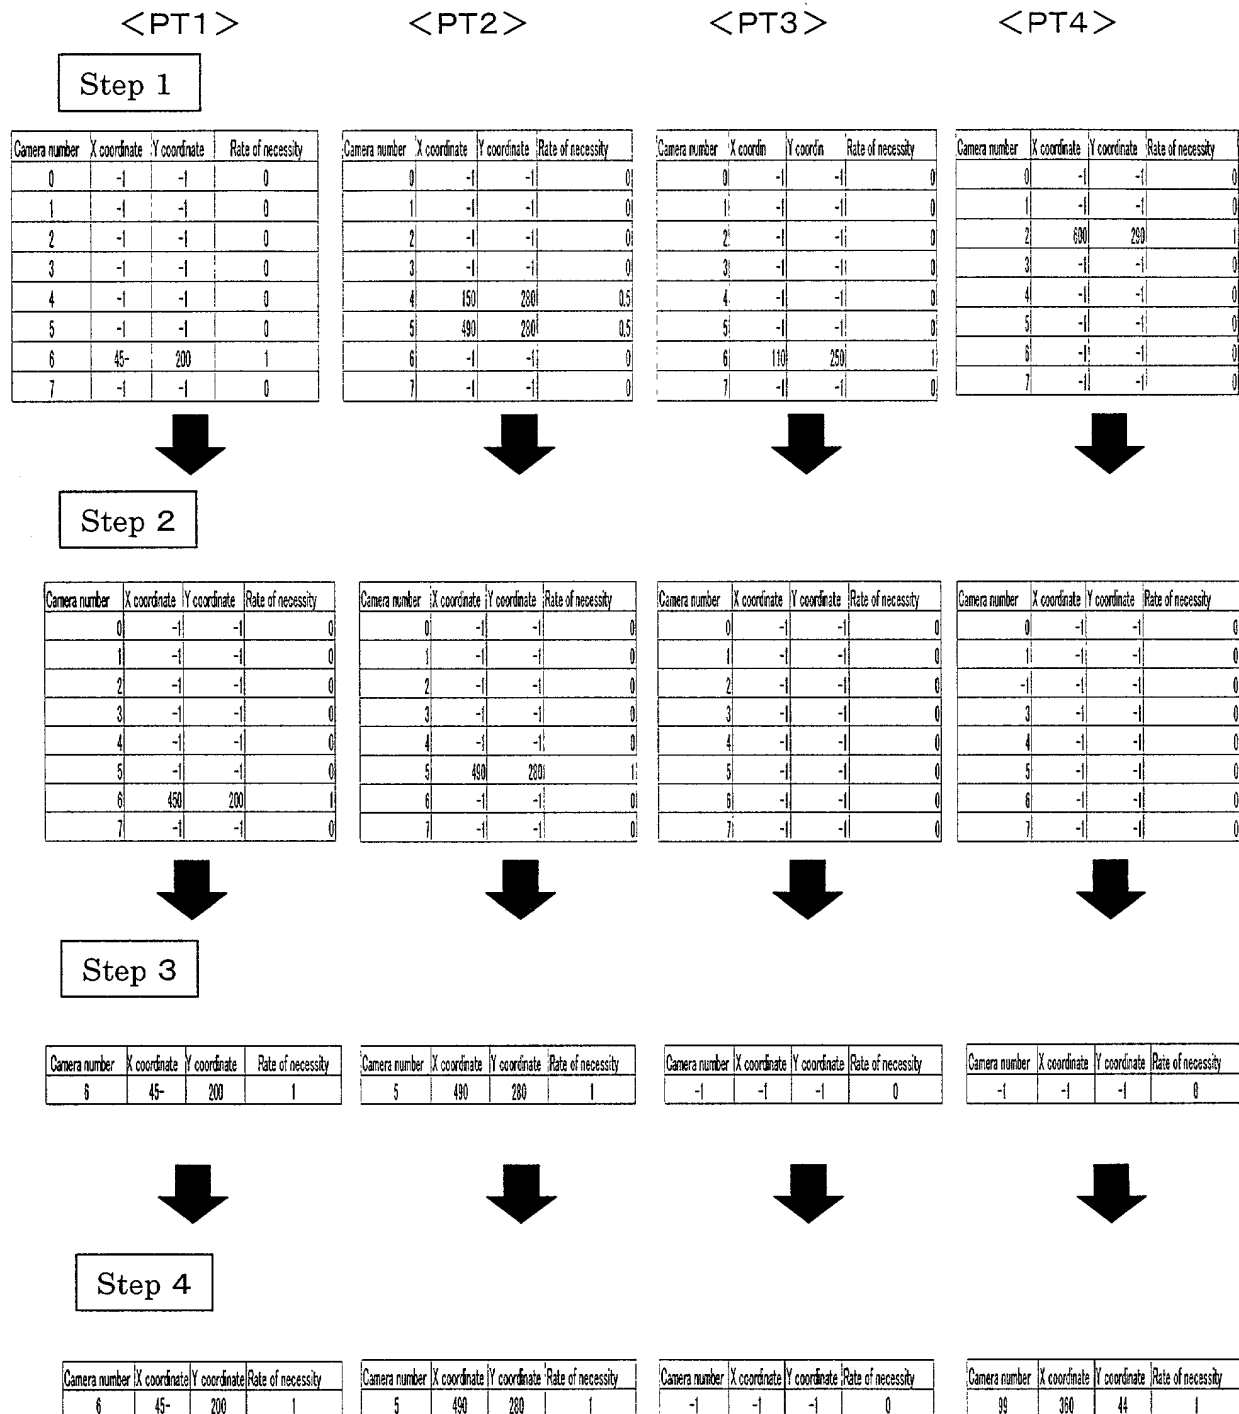 <PT1> <PT2> <PT3> <PT4>
Step 1
Camera number X coordinate Y coordinate Rate of necessity Camera number X coordinate Y coordinate Rate of necessity Camera number X coordin Y coordin Rate of necessity Camera number X coordinate Y coordinate Rate of necessity
0 -1 -1 0 0 -1 -1 0 0 -1 -1 0 0 -1 -1 0
1 -1 -1 0 1 -1 -1 0 1 -1 -1 0 1 -1 -1 0
2 -1 -1 0 2 -1 -1 0 2 -1 -1 0 2 600 290 1
3 -1 -1 0 3 -1 -1 0 3 -1 -1 0 3 -1 -1 0
4 -1 -1 0 4 150 280 0.5 4 -1 -1 0 4 -1 -1 0
5 -1 -1 0 5 490 280 0.5 5 -1 -1 0 5 -1 -1 0
6 45- 200 1 6 -1 -1 0 6 110 250 1 6 -1 -1 0
7 -1 -1 0 7 -1 -1 0 7 -1 -1 0 7 -1 -1 0
Step 2
Camera number X coordinate Y coordinate Rate of necessity Camera number X coordinate Y coordinate Rate of necessity Camera number X coordinate Y coordinate Rate of necessity Camera number X coordinate Y coordinate Rate of necessity
0 -1 -1 0 0 -1 -1 0 0 -1 -1 0 0 -1 -1 0
1 -1 -1 0 1 -1 -1 0 1 -1 -1 0 1 -1 -1 0
2 -1 -1 0 2 -1 -1 0 2 -1 -1 0 -1 -1 -1 0
3 -1 -1 0 3 -1 -1 0 3 -1 -1 0 3 -1 -1 0
4 -1 -1 0 4 -1 -1 0 4 -1 -1 0 4 -1 -1 0
5 -1 -1 0 5 490 280 1 5 -1 -1 0 5 -1 -1 0
6 450 200 1 6 -1 -1 0 6 -1 -1 0 6 -1 -1 0
7 -1 -1 0 7 -1 -1 0 7 -1 -1 0 7 -1 -1 0
Step 3
Camera number X coordinate Y coordinate Rate of necessity Camera number X coordinate Y coordinate Rate of necessity Camera number X coordinate Y coordinate Rate of necessity Camera number X coordinate Y coordinate Rate of necessity
6 45- 200 1 5 490 280 1 -1 -1 -1 0 -1 -1 -1 0
Step 4
Camera number X coordinate Y coordinate Rate of necessity Camera number X coordinate Y coordinate Rate of necessity Camera number X coordinate Y coordinate Rate of necessity Camera number X coordinate Y coordinate Rate of necessity
6 45- 200 1 5 490 280 1 -1 -1 -1 0 99 360 44 1